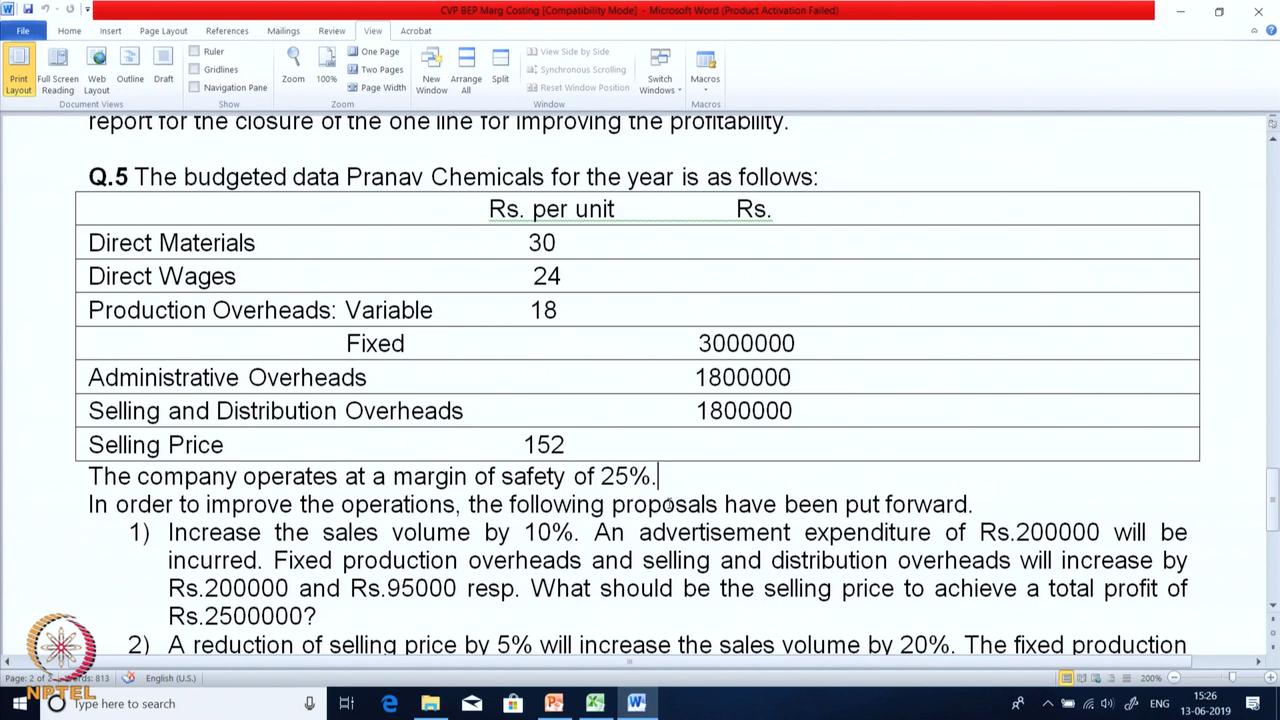 CVP BEP Marg Costing [Compatibility Mode] - Microsoft Word (Product Activation Failed)
File Home Insert Page Layout References Mailings Review View Acrobat
Print Layout Full Screen Reading Web Layout Outline Draft
Document Views
Ruler
Gridlines
Navigation Pane
Show
Zoom 100%
One Page
Two Pages
Page Width
Zoom
New Window Arrange All Split
View Side by Side
Synchronous Scrolling
Reset Window Position
Window
Switch Windows
Macros
Macros
report for the closure of the one line for improving the profitability.
Q.5 The budgeted data Pranav Chemicals for the year is as follows:
Rs. per unit Rs.
Direct Materials 30
Direct Wages 24
Production Overheads: Variable 18
Fixed 3000000
Administrative Overheads 1800000
Selling and Distribution Overheads 1800000
Selling Price 152
The company operates at a margin of safety of 25%.
In order to improve the operations, the following proposals have been put forward.
1) Increase the sales volume by 10%. An advertisement expenditure of Rs.200000 will be
incurred. Fixed production overheads and selling and distribution overheads will increase by
Rs.200000 and Rs.95000 resp. What should be the selling price to achieve a total profit of
Rs.2500000?
2) A reduction of selling price by 5% will increase the sales volume by 20%. The fixed production
Page: 2 of 2 Words: 813 English (U.S.) 200%
NPTEL
Type here to search
ENG
15:26
13-06-2019